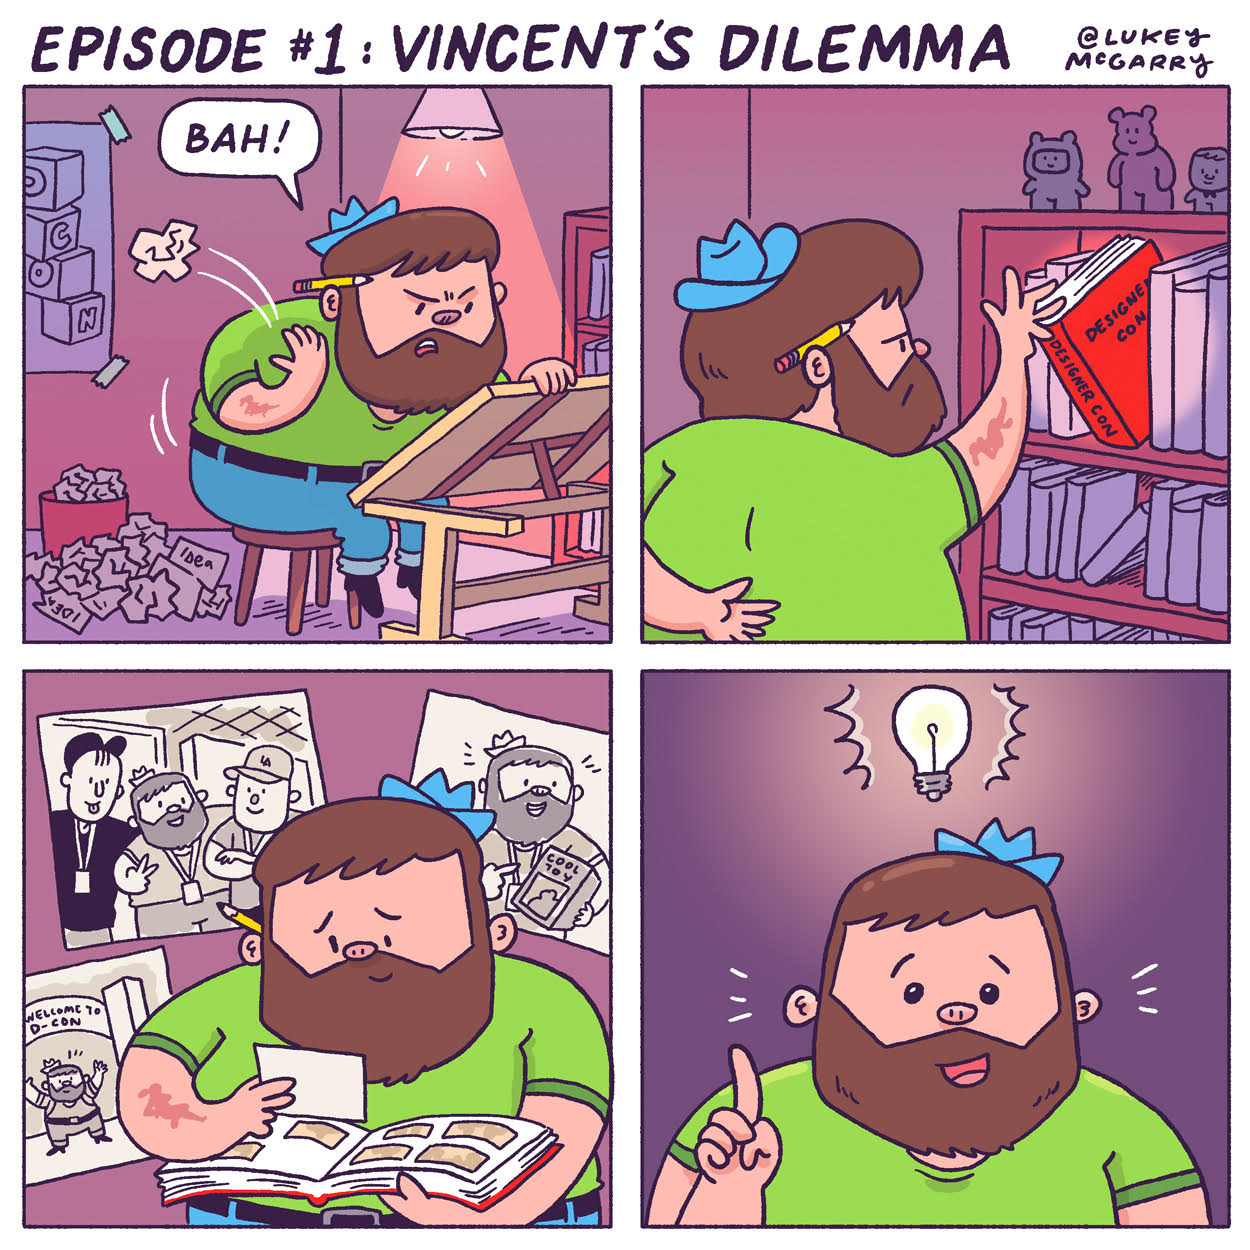 EPISODE #1: VINCENT'S DILEMMA
@LUKEY
MCGARRY
BAH!
D
C
O
N
IDEA
IDEA
DESIGNER
CON
DESIGNER CON
LA
COOL
TOY
WELCOME TO
D-CON